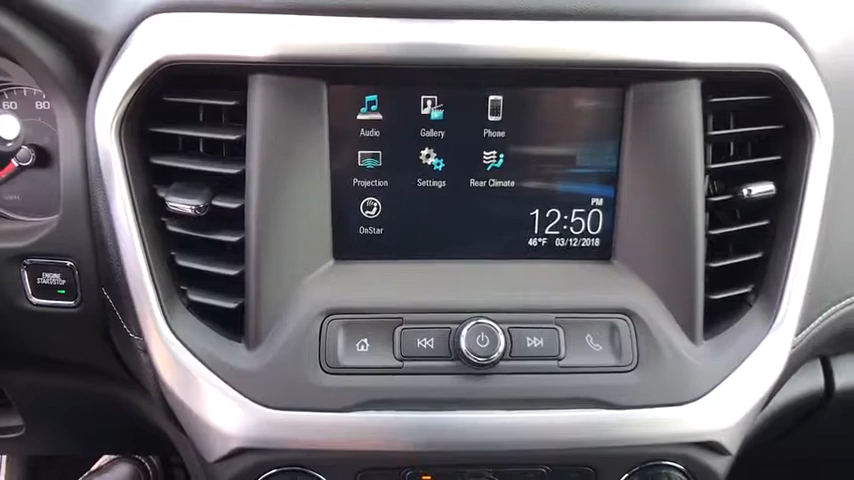 60 80
MPH
ENGINE
START/STOP
Audio Gallery Phone
Projection Settings Rear Climate
OnStar
PM
12:50
46°F 03/12/2018